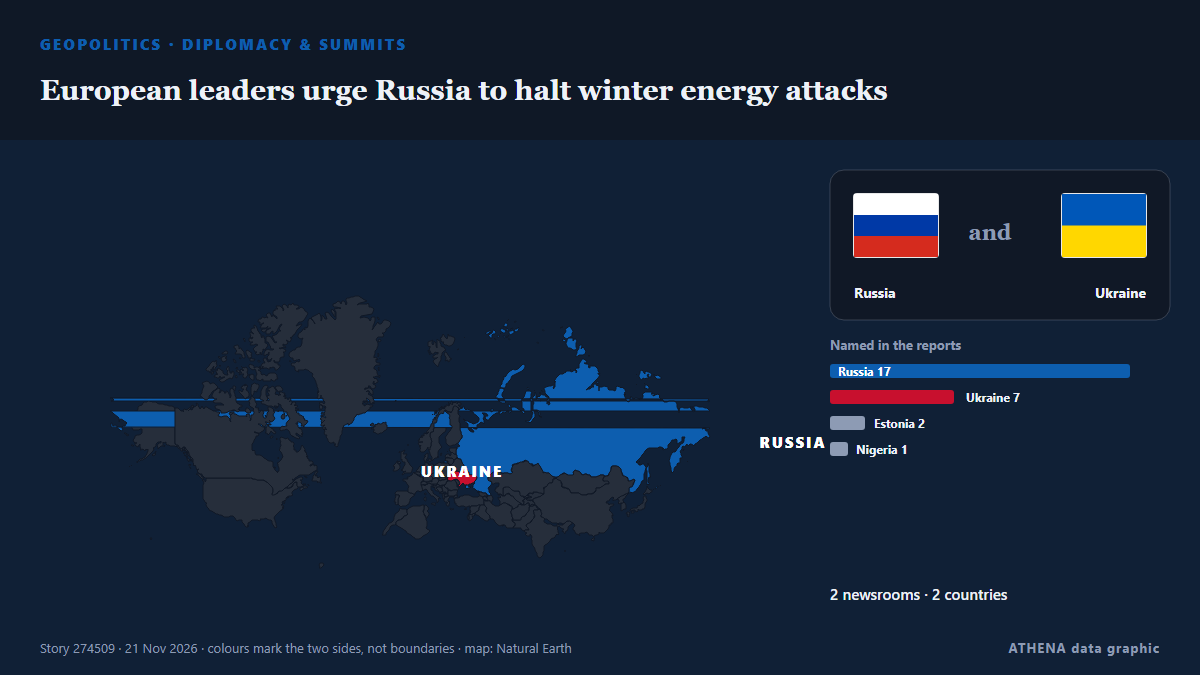 GEOPOLITICS · DIPLOMACY & SUMMITS
European leaders urge Russia to halt winter energy attacks
and
Russia
Ukraine
Named in the reports
Russia 17
Ukraine 7
Estonia 2
Nigeria 1
RUSSIA
UKRAINE
2 newsrooms · 2 countries
Story 274509 · 21 Nov 2026 · colours mark the two sides, not boundaries · map: Natural Earth
ATHENA data graphic